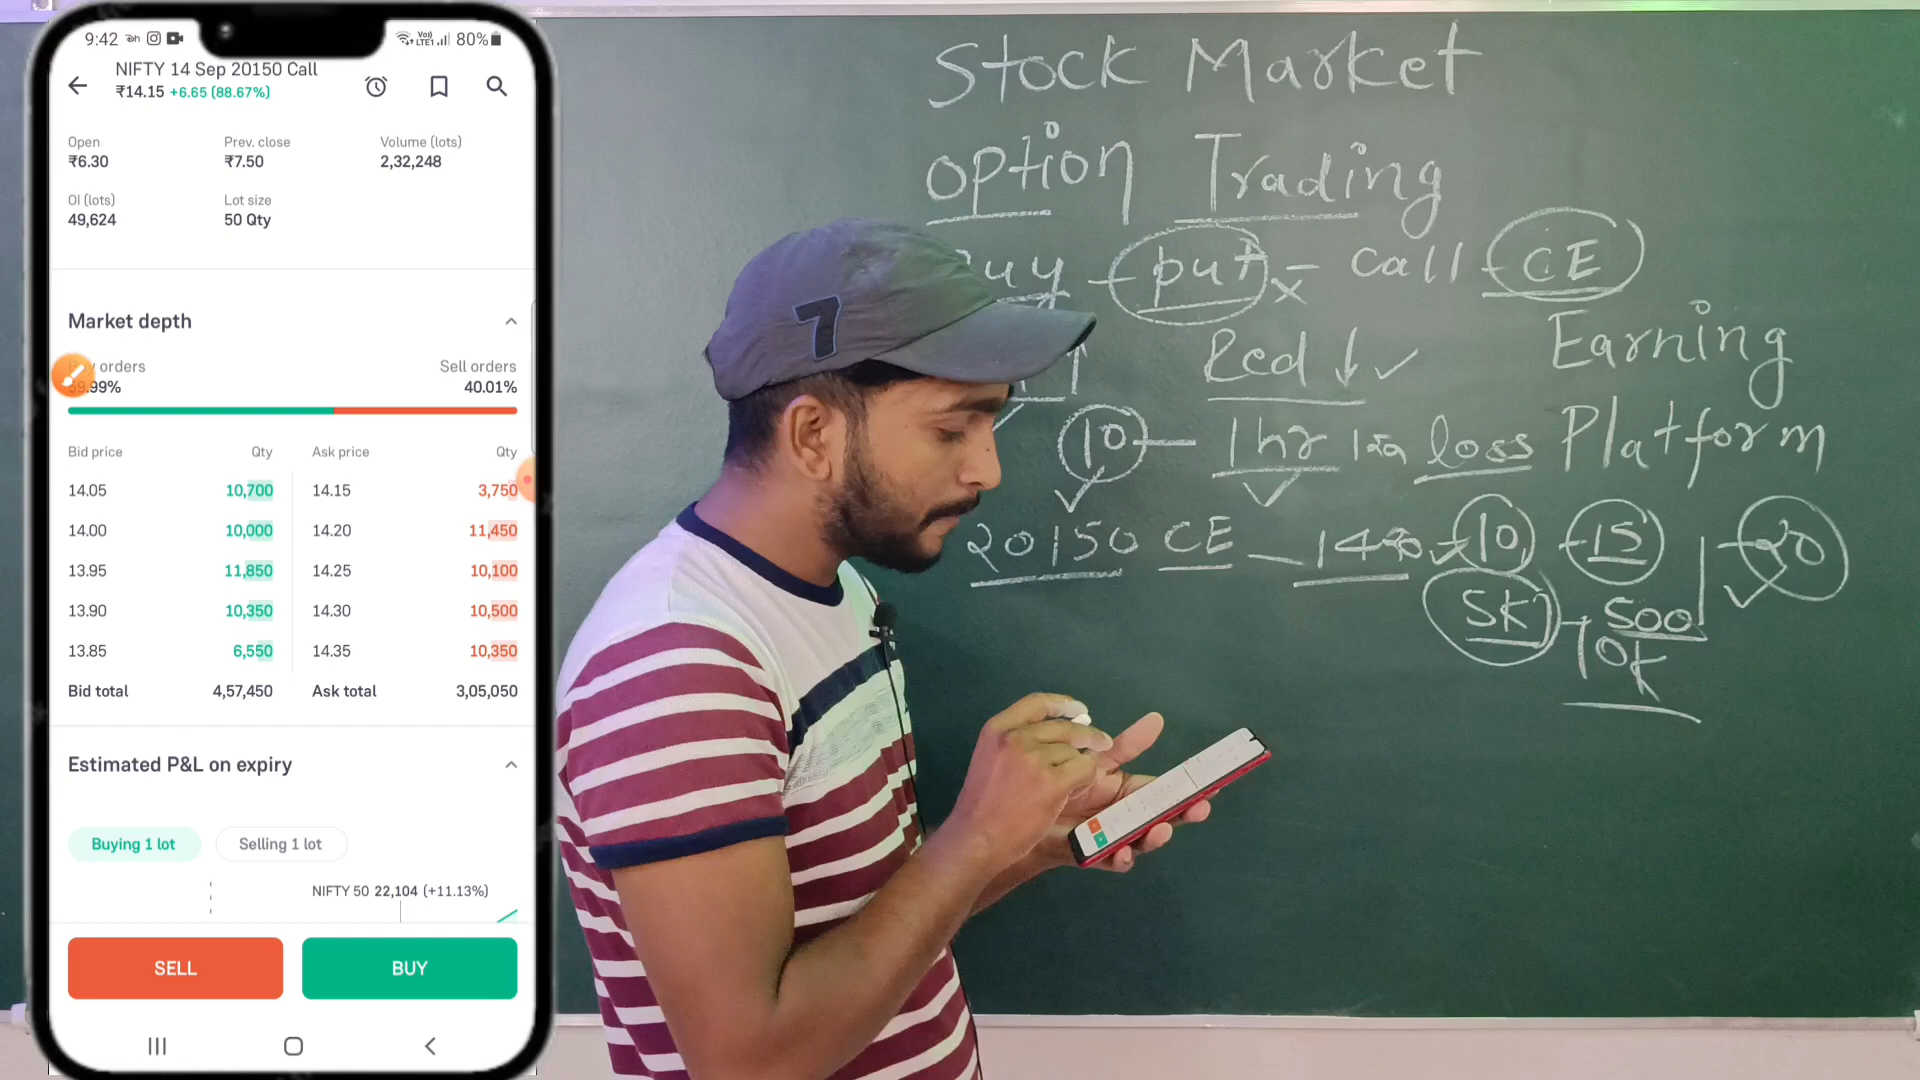 9:42 80%
NIFTY 14 Sep 20150 Call
₹14.15 +6.65 (88.67%)
Open Prev. close Volume (lots)
₹6.30 ₹7.50 2,32,248
OI (lots) Lot size
49,624 50 Qty
Market depth
orders Sell orders
.99% 40.01%
Bid price Qty Ask price Qty
14.05 10,700 14.15 3,750
14.00 10,000 14.20 11,450
13.95 11,850 14.25 10,100
13.90 10,350 14.30 10,500
13.85 6,550 14.35 10,350
Bid total 4,57,450 Ask total 3,05,050
Estimated P&L on expiry
Buying 1 lot Selling 1 lot
NIFTY 50 22,104 (+11.13%)
SELL BUY
7
Stock Market
Option Trading
uy - put x - Call - CE
Red ↓ ✓ Earning
10 - 1hr loss Platform
20150 CE - 10 - 15 - 20
5K - 500
10k